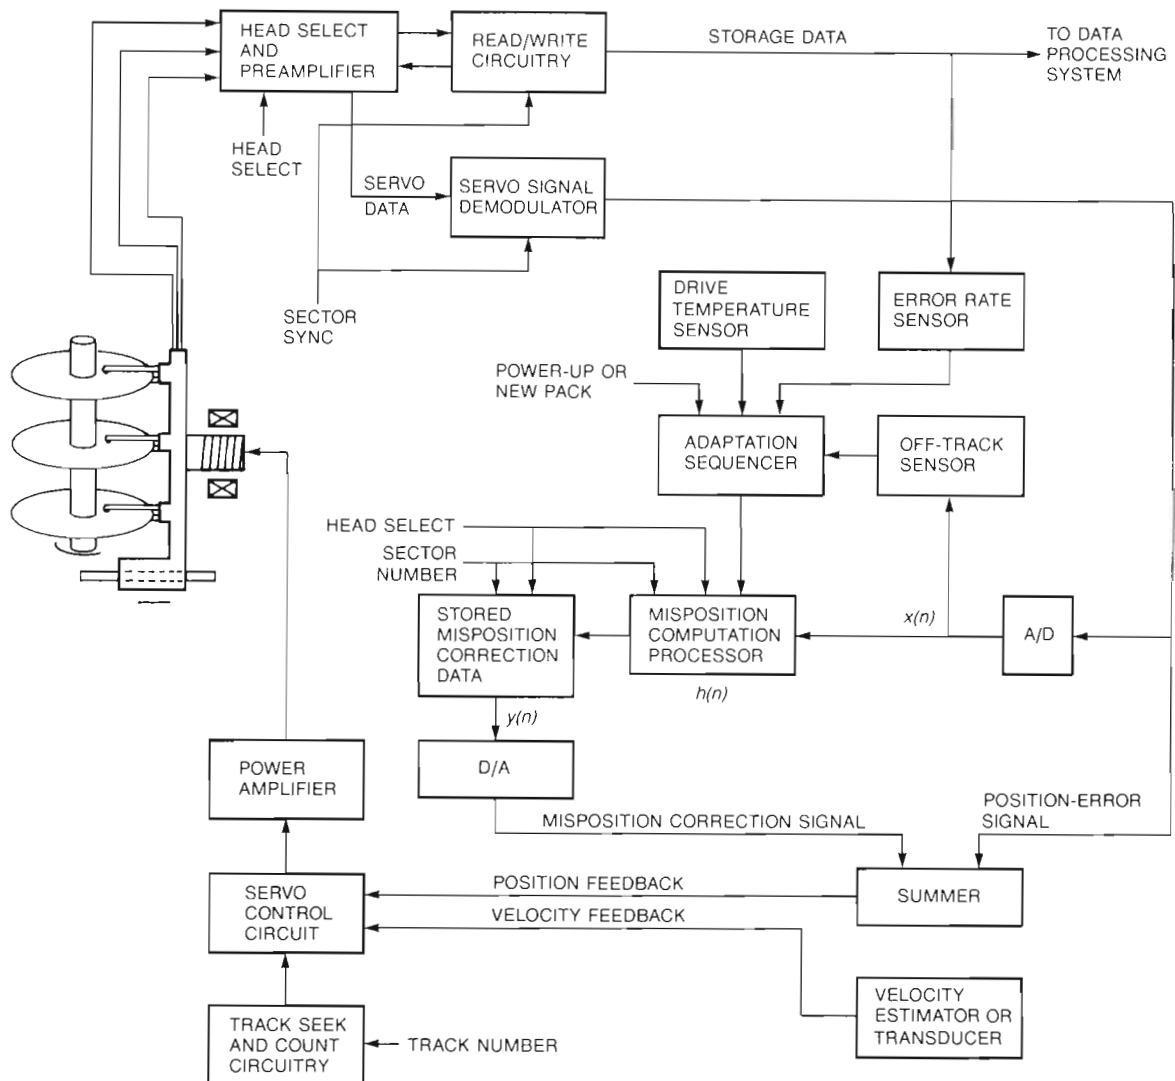 HEAD SELECT
AND
PREAMPLIFIER
READ/WRITE
CIRCUITRY
STORAGE DATA
TO DATA
PROCESSING
SYSTEM
HEAD
SELECT
SERVO
DATA
SERVO SIGNAL
DEMODULATOR
SECTOR
SYNC
DRIVE
TEMPERATURE
SENSOR
ERROR RATE
SENSOR
POWER-UP OR
NEW PACK
ADAPTATION
SEQUENCER
OFF-TRACK
SENSOR
HEAD SELECT
SECTOR
NUMBER
STORED
MISPOSITION
CORRECTION
DATA
MISPOSITION
COMPUTATION
PROCESSOR
x(n)
A/D
h(n)
y(n)
D/A
POWER
AMPLIFIER
MISPOSITION CORRECTION SIGNAL
POSITION-ERROR
SIGNAL
SERVO
CONTROL
CIRCUIT
POSITION FEEDBACK
VELOCITY FEEDBACK
SUMMER
TRACK SEEK
AND COUNT
CIRCUITRY
TRACK NUMBER
VELOCITY
ESTIMATOR OR
TRANSDUCER